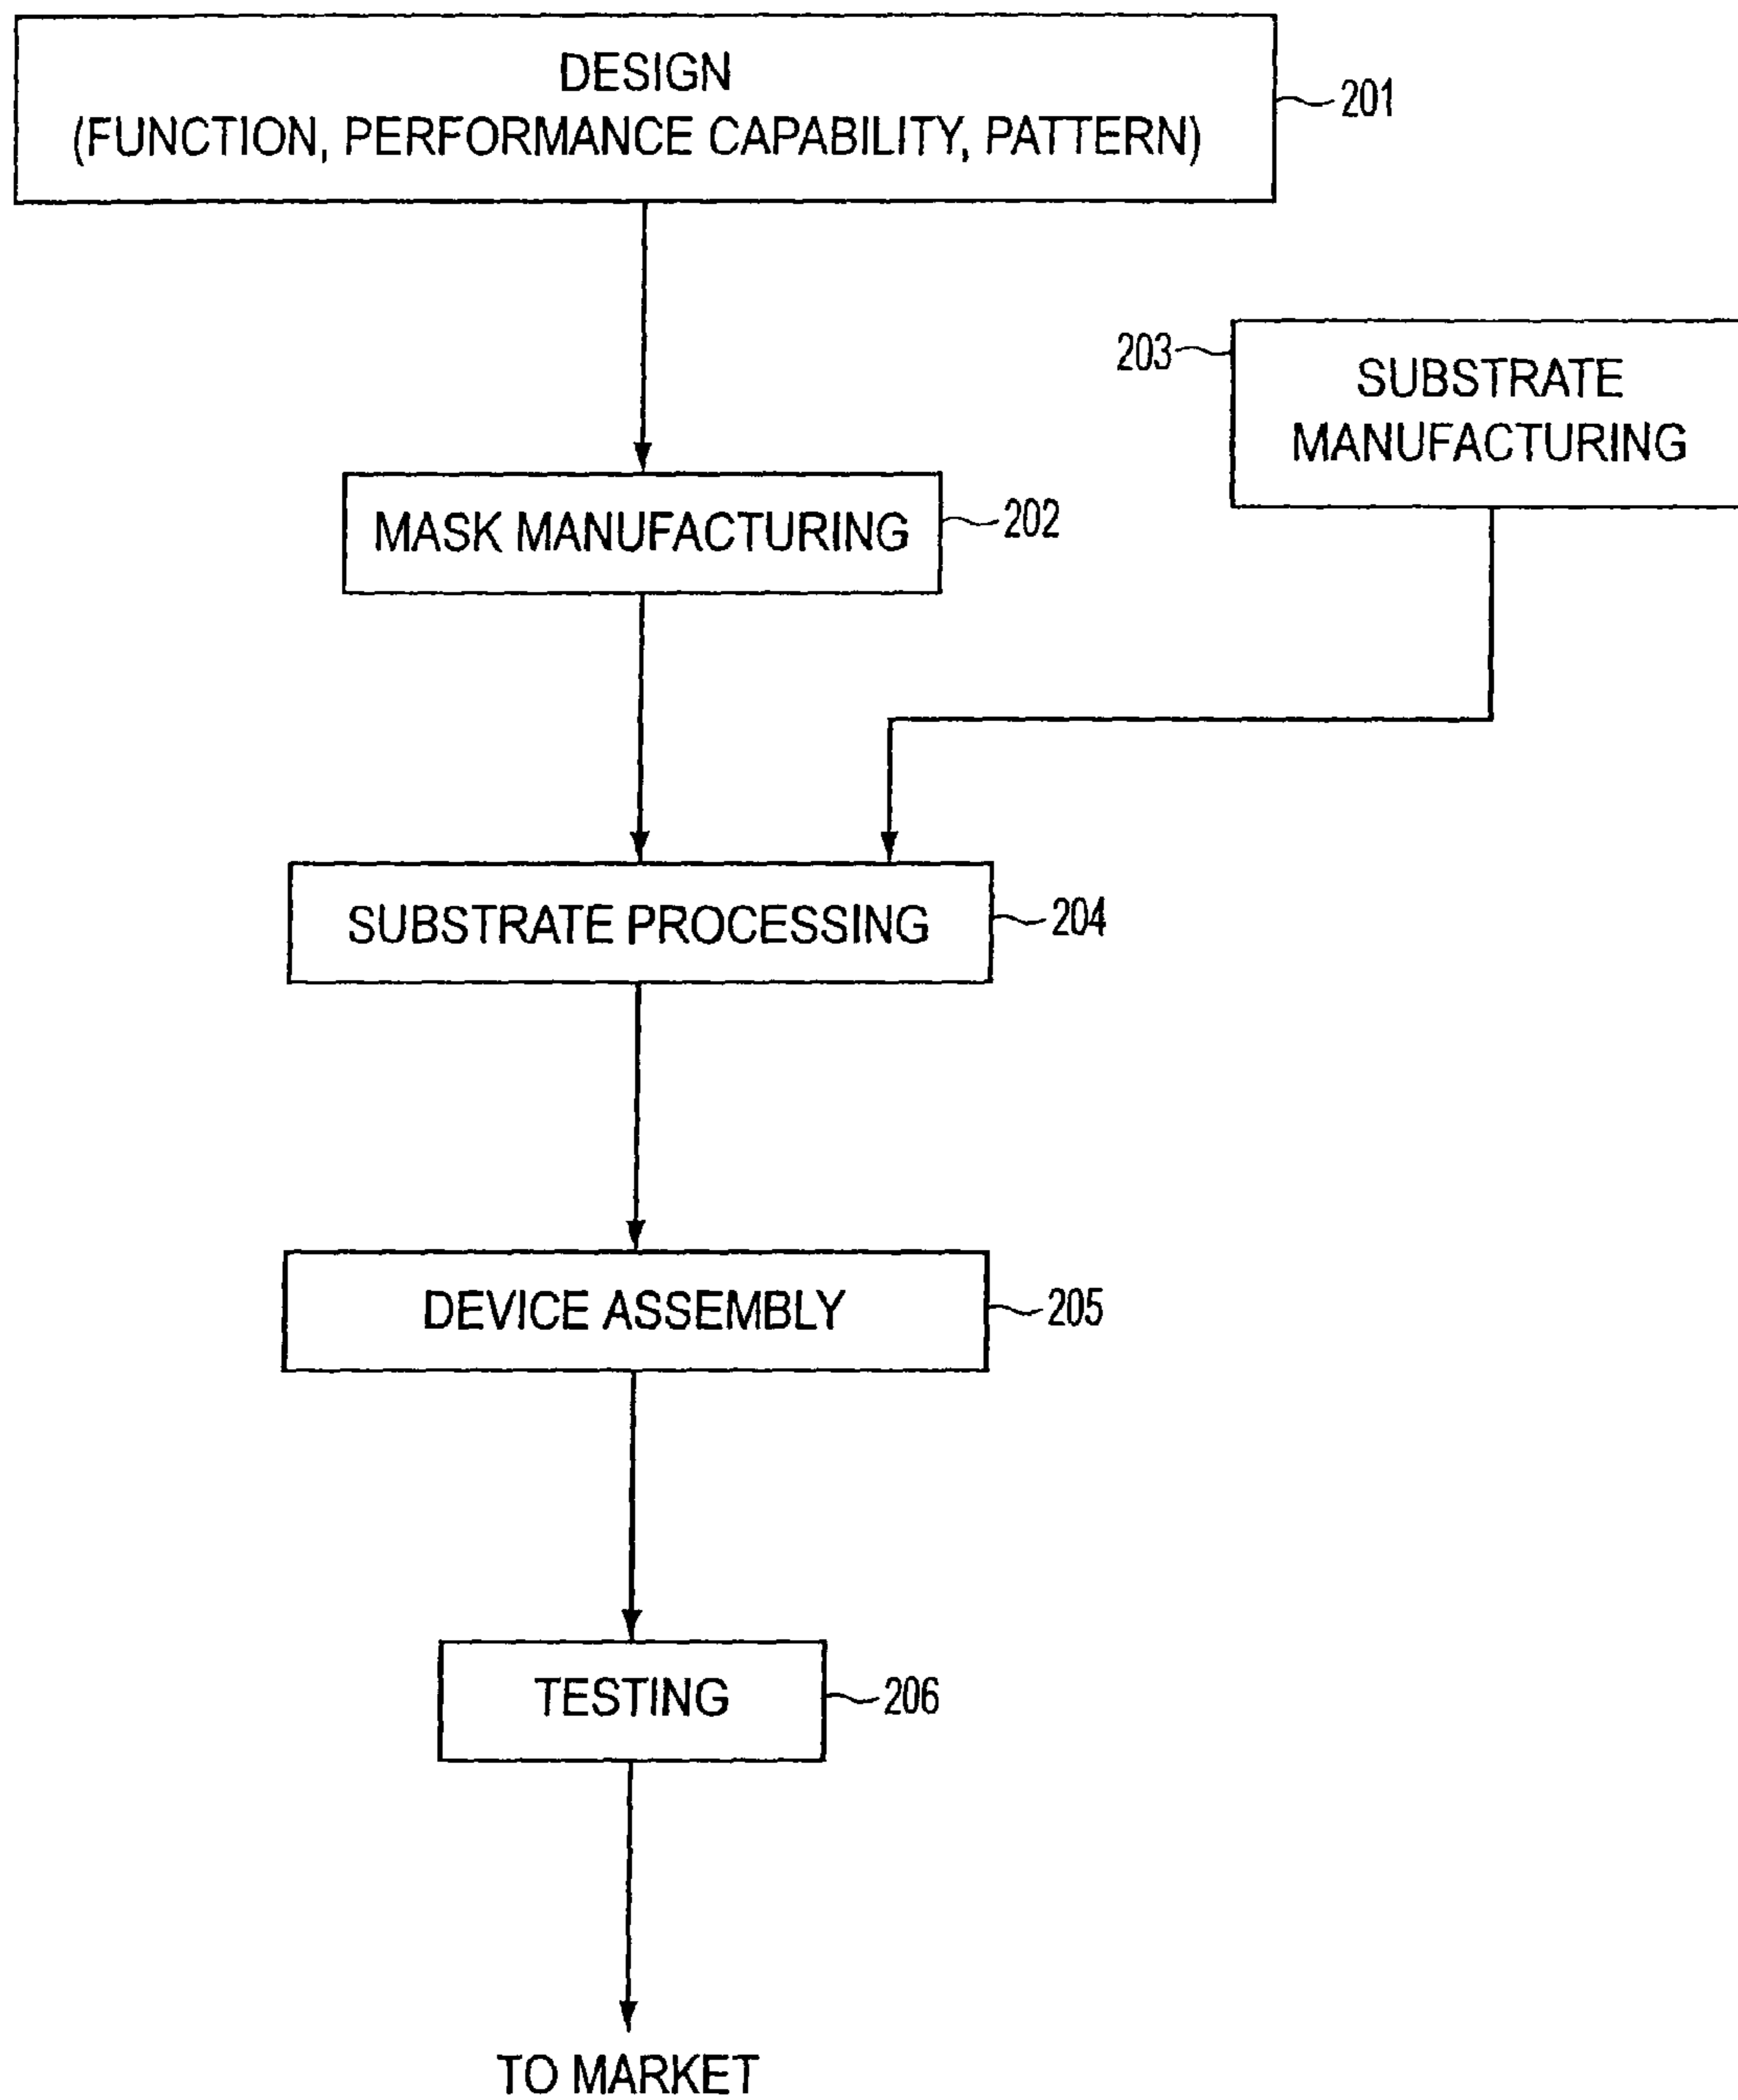 DESIGN
(FUNCTION, PERFORMANCE CAPABILITY, PATTERN)
201
203
SUBSTRATE
MANUFACTURING
MASK MANUFACTURING
202
SUBSTRATE PROCESSING
204
DEVICE ASSEMBLY
205
TESTING
206
TO MARKET